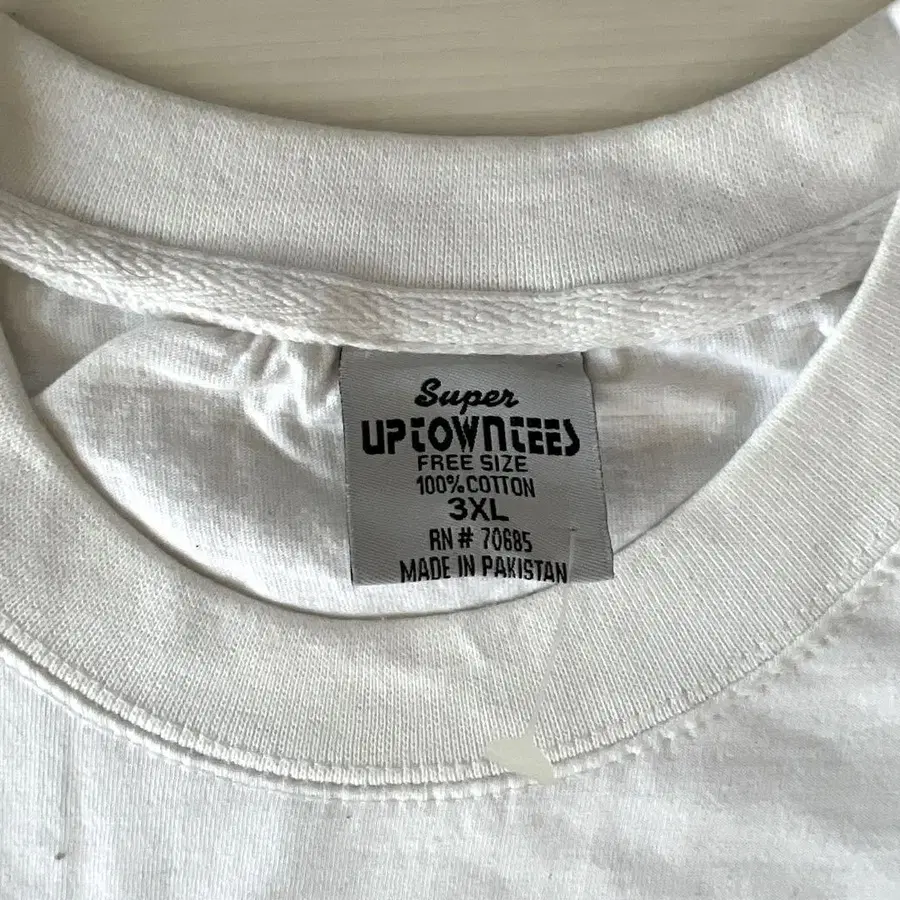 Super
UPTOWNTEES
FREE SIZE
100% COTTON
3XL
RN # 70685
MADE IN PAKISTAN